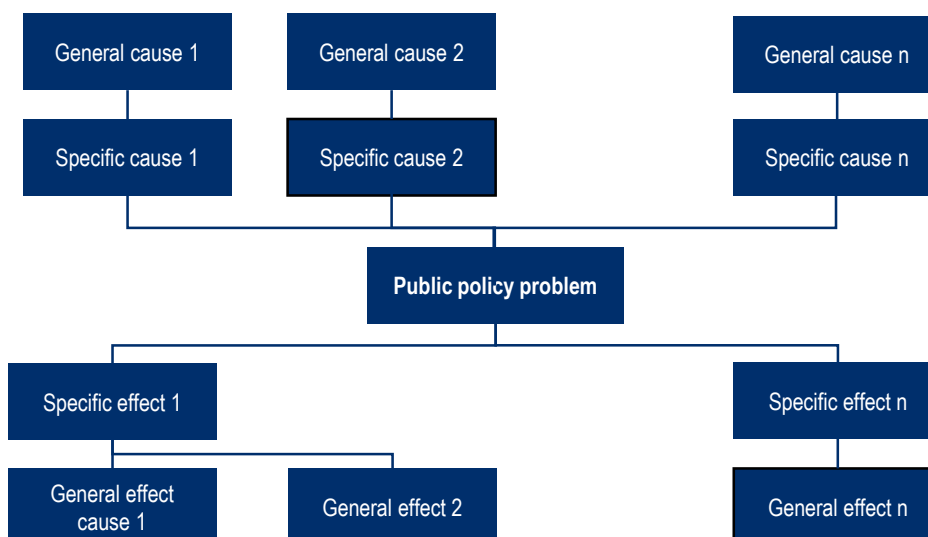 General cause 1
General cause 2
General cause n
Specific cause 1
Specific cause 2
Specific cause n
Public policy problem
Specific effect 1
Specific effect n
General effect
cause 1
General effect 2
General effect n